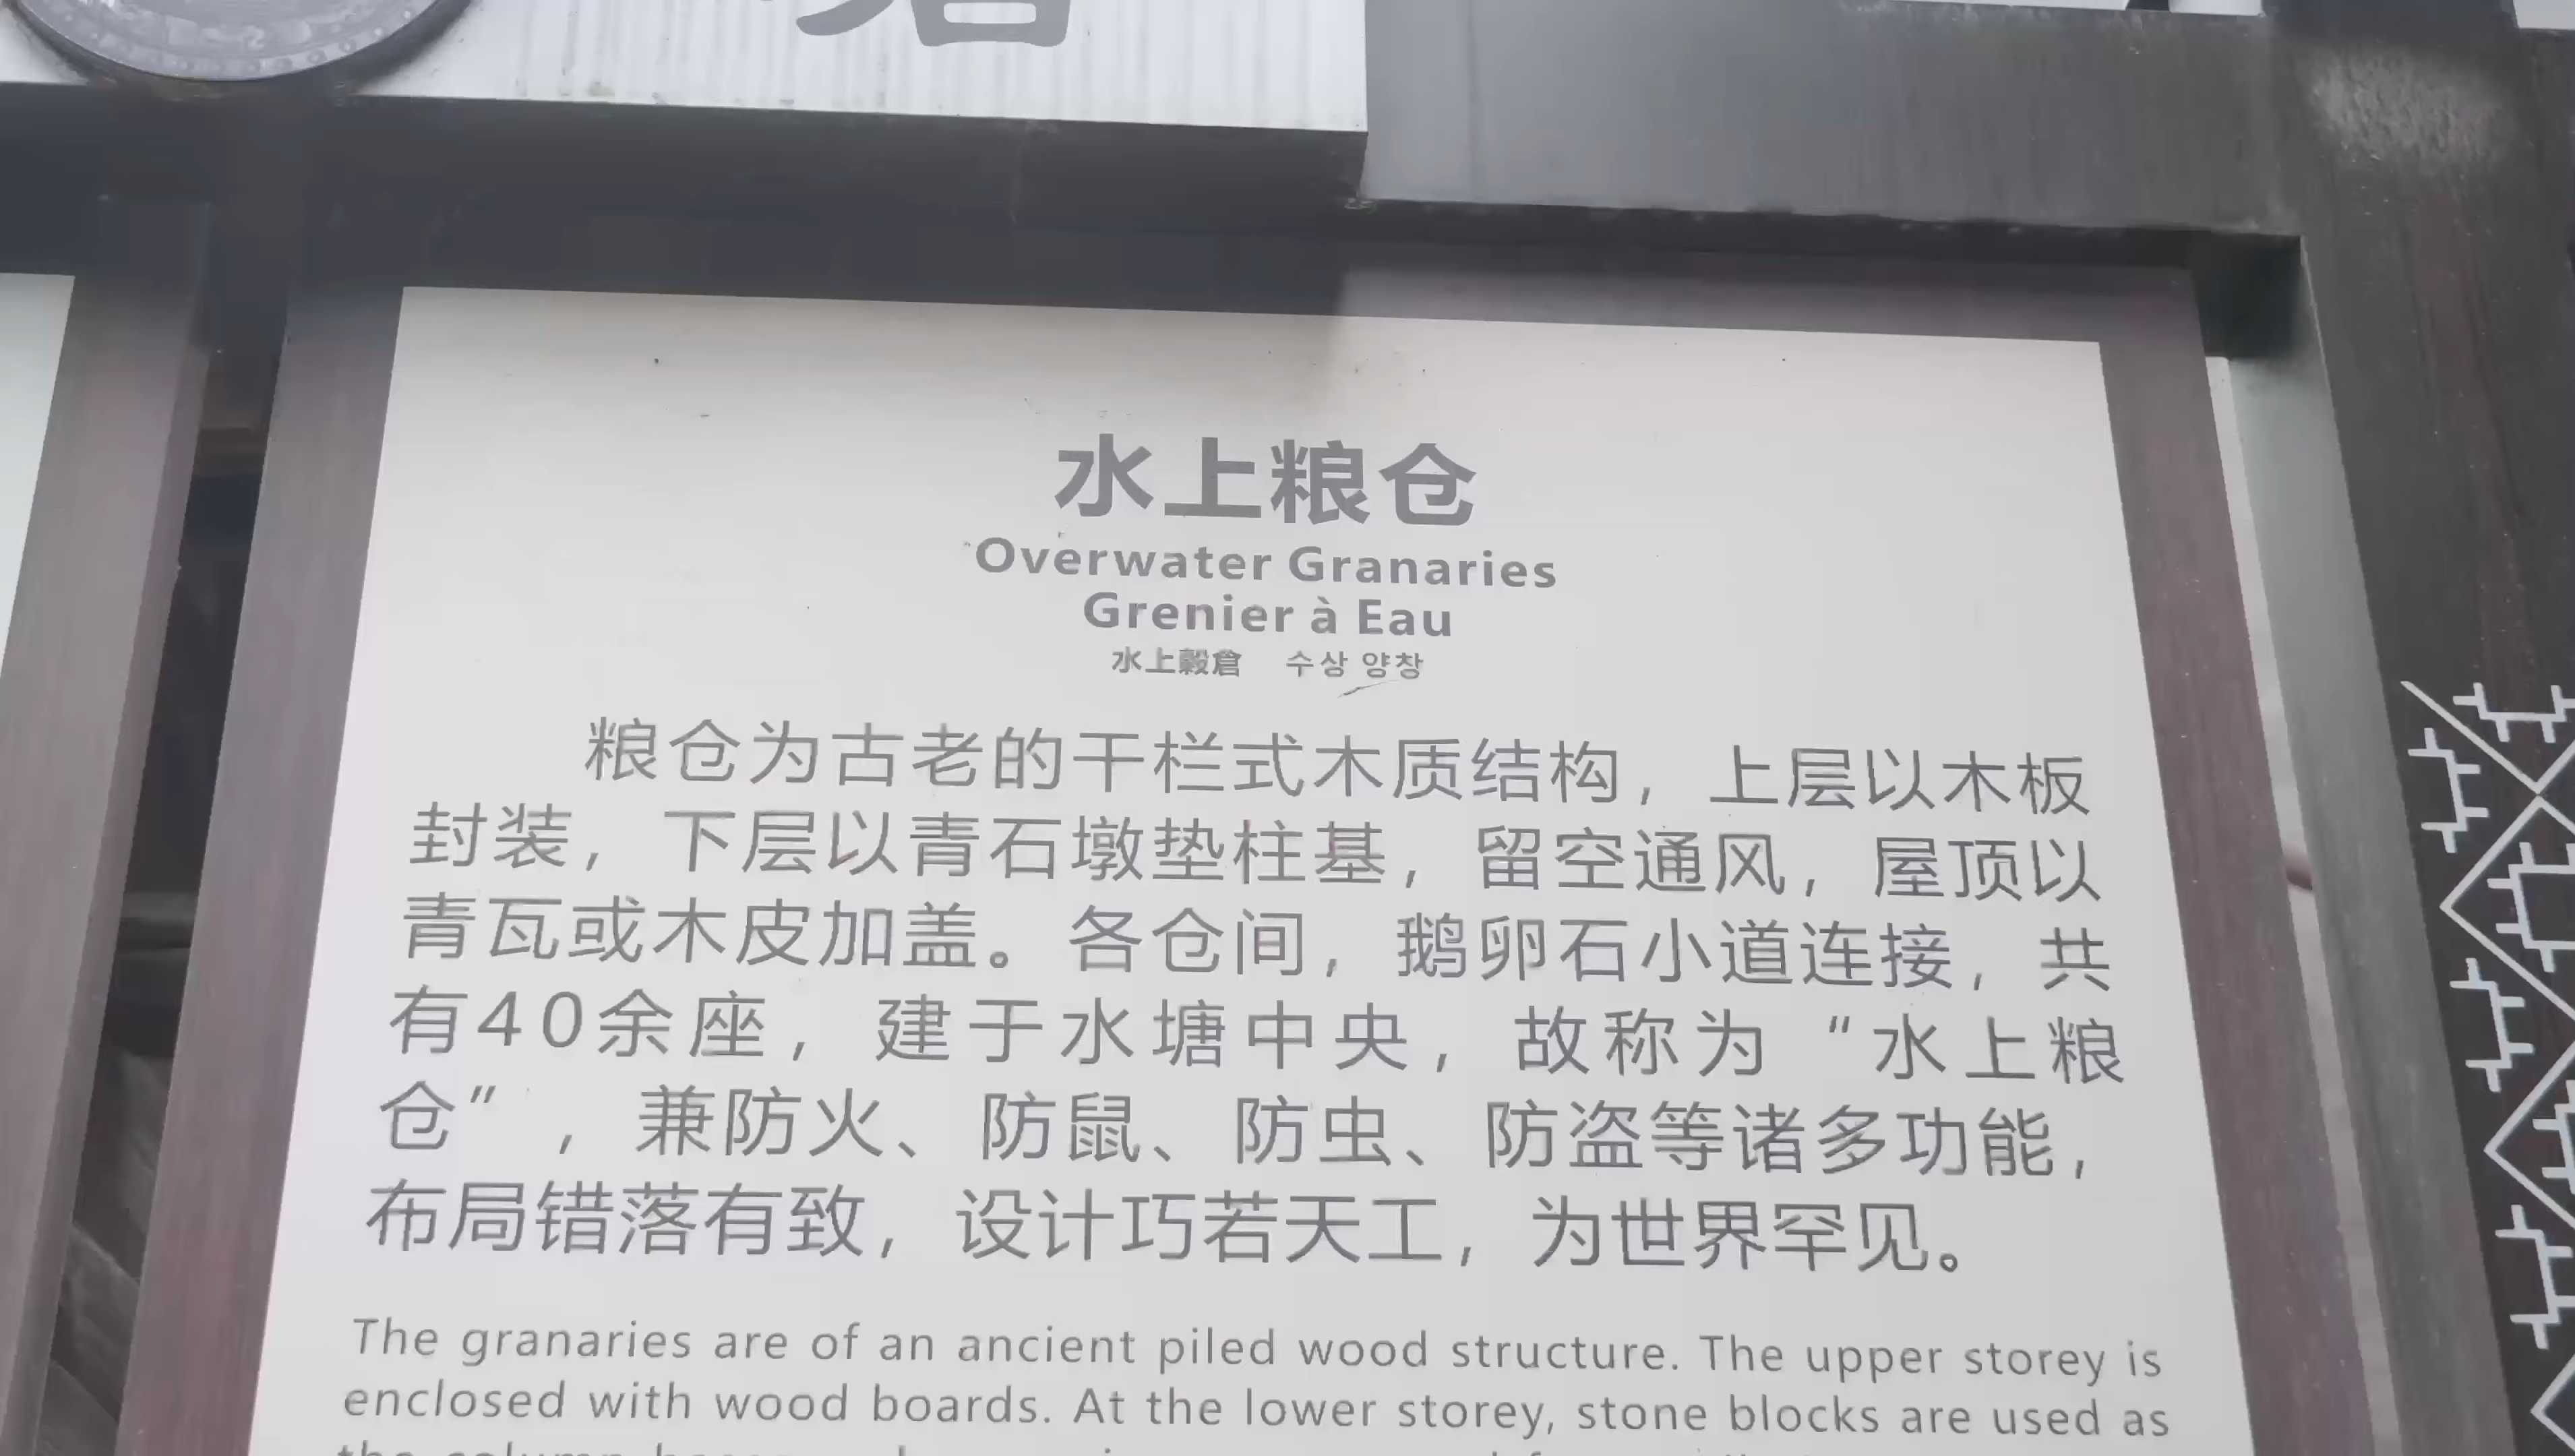 水上粮仓
Overwater Granaries
Grenier à Eau
水上穀倉 수상 양창
粮仓为古老的干栏式木质结构，上层以木板
封装，下层以青石墩垫柱基，留空通风，屋顶以
青瓦或木皮加盖。各仓间，鹅卵石小道连接，共
有40余座，建于水塘中央，故称为“水上粮
仓”，兼防火、防鼠、防虫、防盗等诸多功能，
布局错落有致，设计巧若天工，为世界罕见。
The granaries are of an ancient piled wood structure. The upper storey is
enclosed with wood boards. At the lower storey, stone blocks are used as